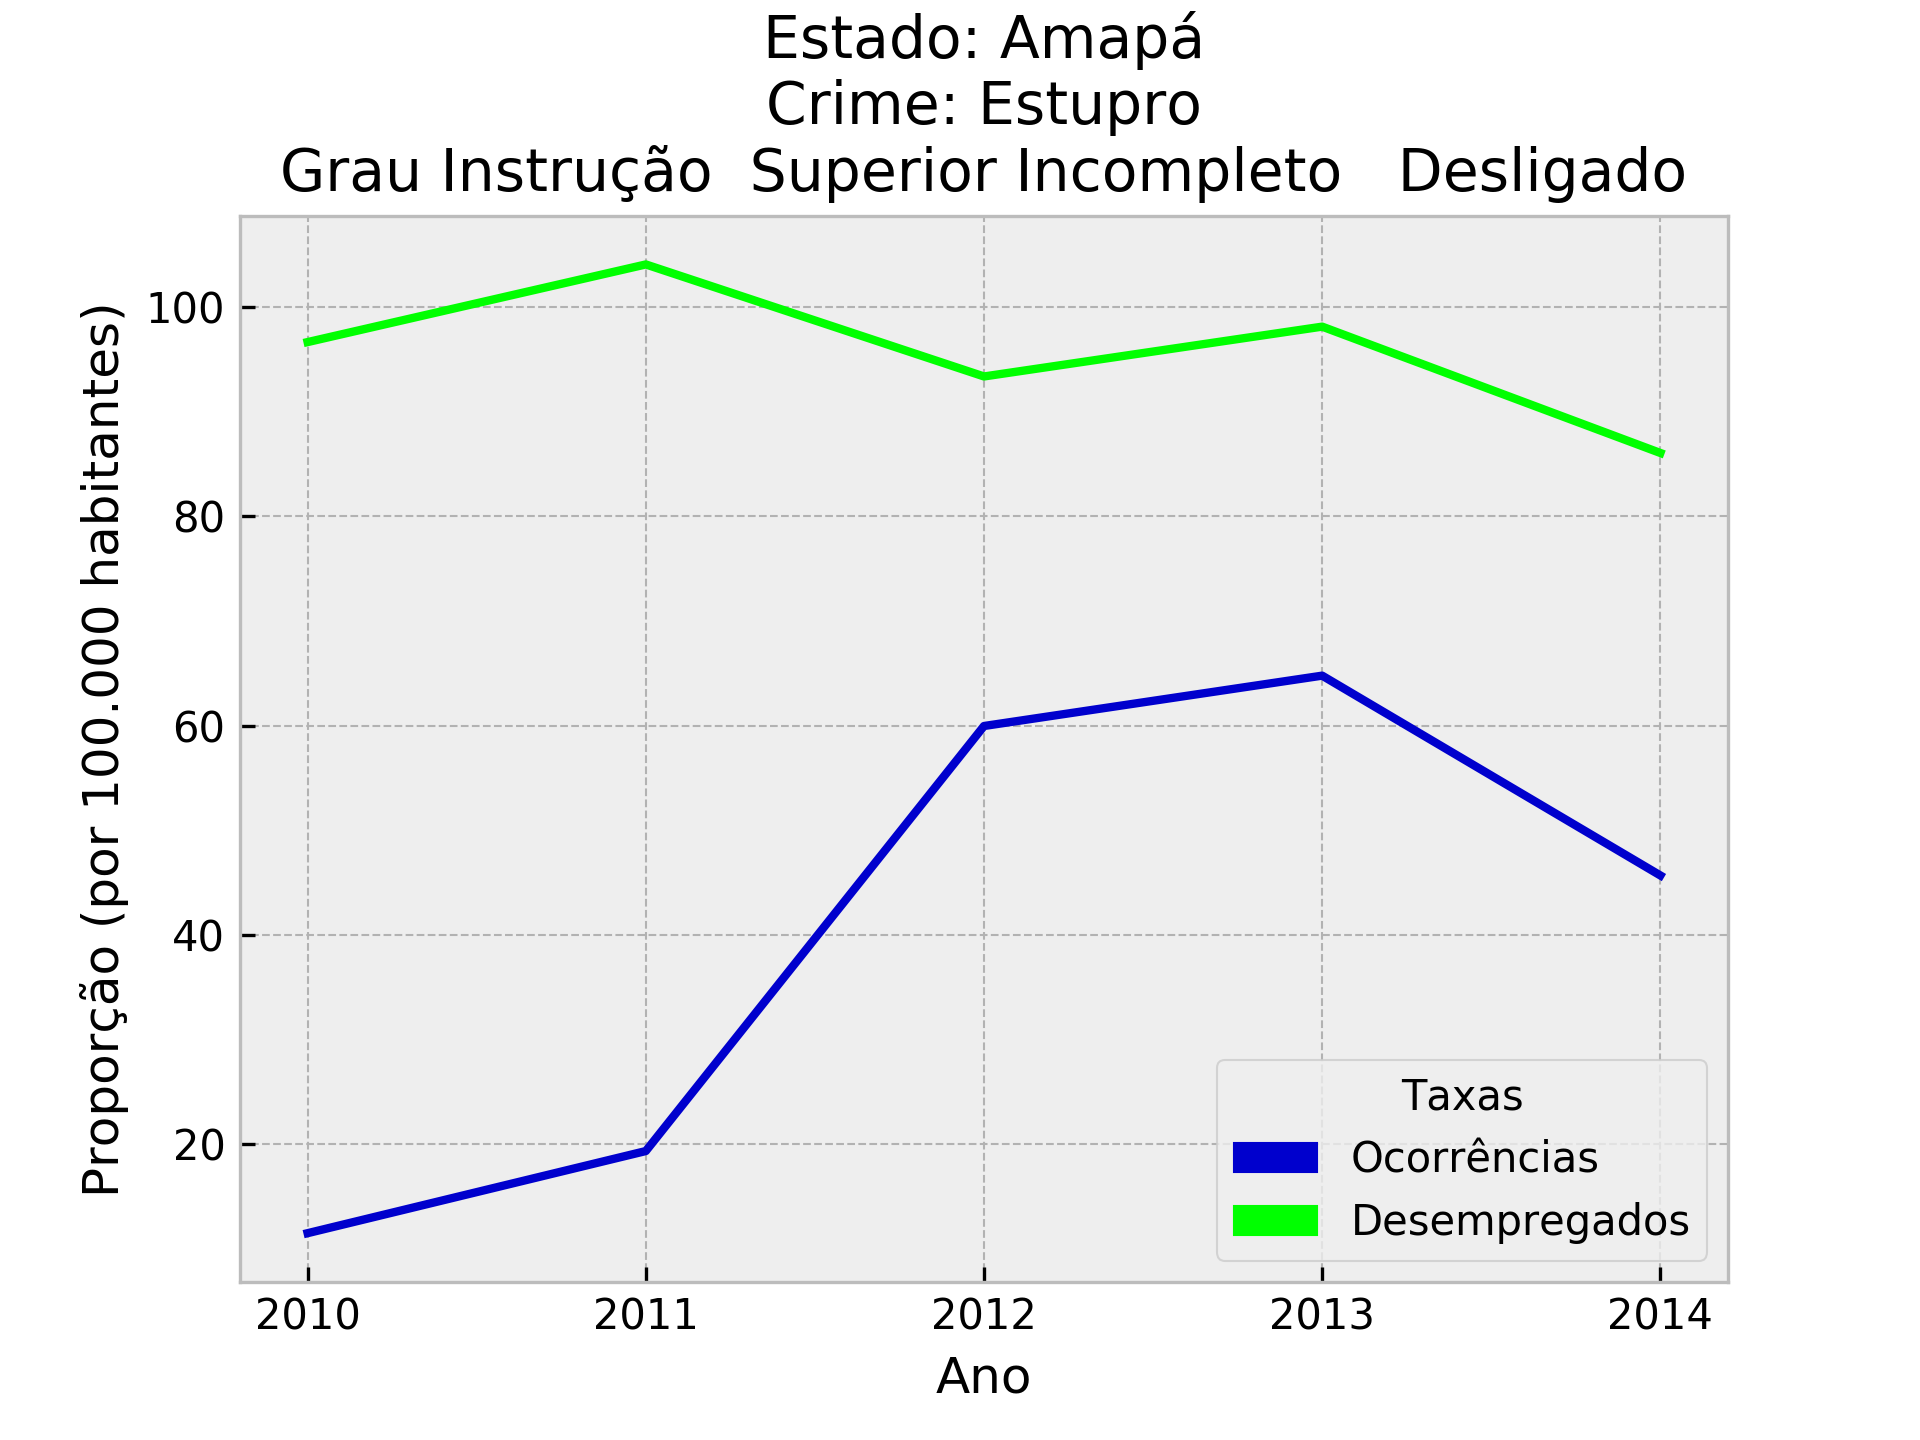 Estado: Amapá
Crime: Estupro
Grau Instrução  Superior Incompleto   Desligado
Proporção (por 100.000 habitantes)
100
80
60
40
20
Taxas
Ocorrências
Desempregados
2010 2011 2012 2013 2014
Ano